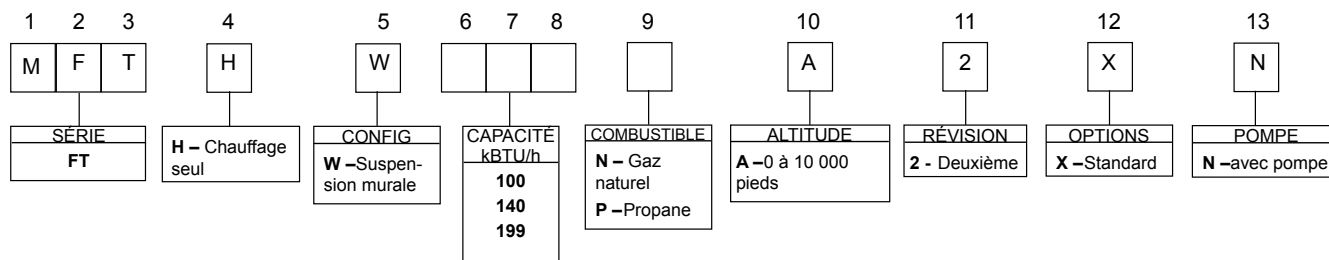 1 2 3 4 5 6 7 8 9 10 11 12 13
M F T H W A 2 X N
SÉRIE
FT
H – Chauffage
seul
CONFIG
W –Suspen-
sion murale
CAPACITÉ
kBTU/h
100
140
199
COMBUSTIBLE
N – Gaz
naturel
P –Propane
ALTITUDE
A –0 à 10 000
pieds
RÉVISION
2 - Deuxième
OPTIONS
X –Standard
POMPE
N –avec pompe